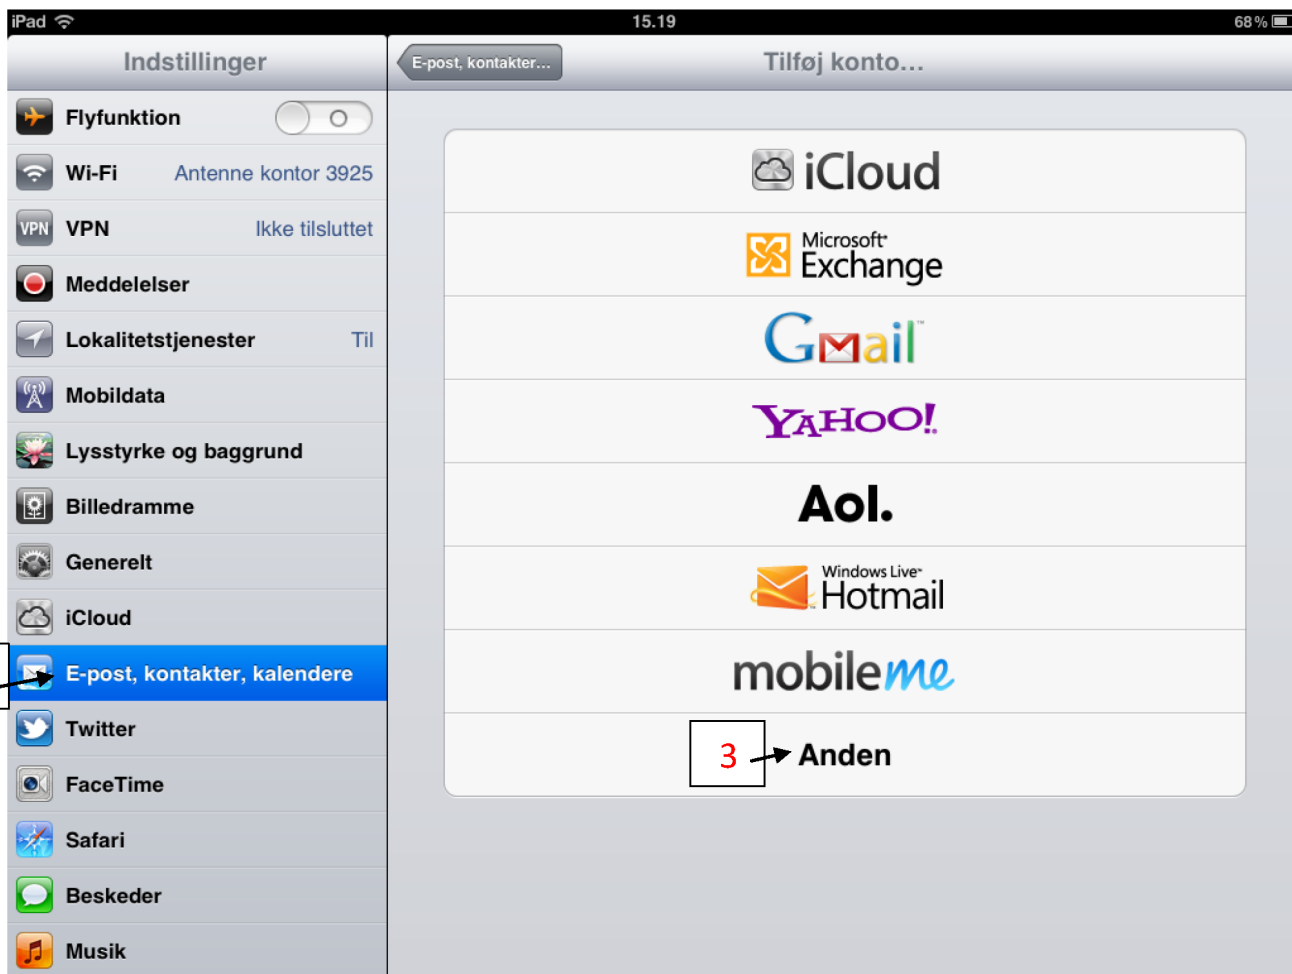 iPad 15.19 68%
Indstillinger
Flyfunktion
Wi-Fi Antenne kontor 3925
VPN VPN Ikke tilsluttet
Meddelelser
Lokalitetstjenester Til
Mobildata
Lysstyrke og baggrund
Billedramme
Generelt
iCloud
E-post, kontakter, kalendere
Twitter
FaceTime
Safari
Beskeder
Musik
E-post, kontakter... Tilføj konto...
iCloud
Microsoft
Exchange
Gmail™
YAHOO!
Aol.
Windows Live™
Hotmail
mobileme
3 Anden